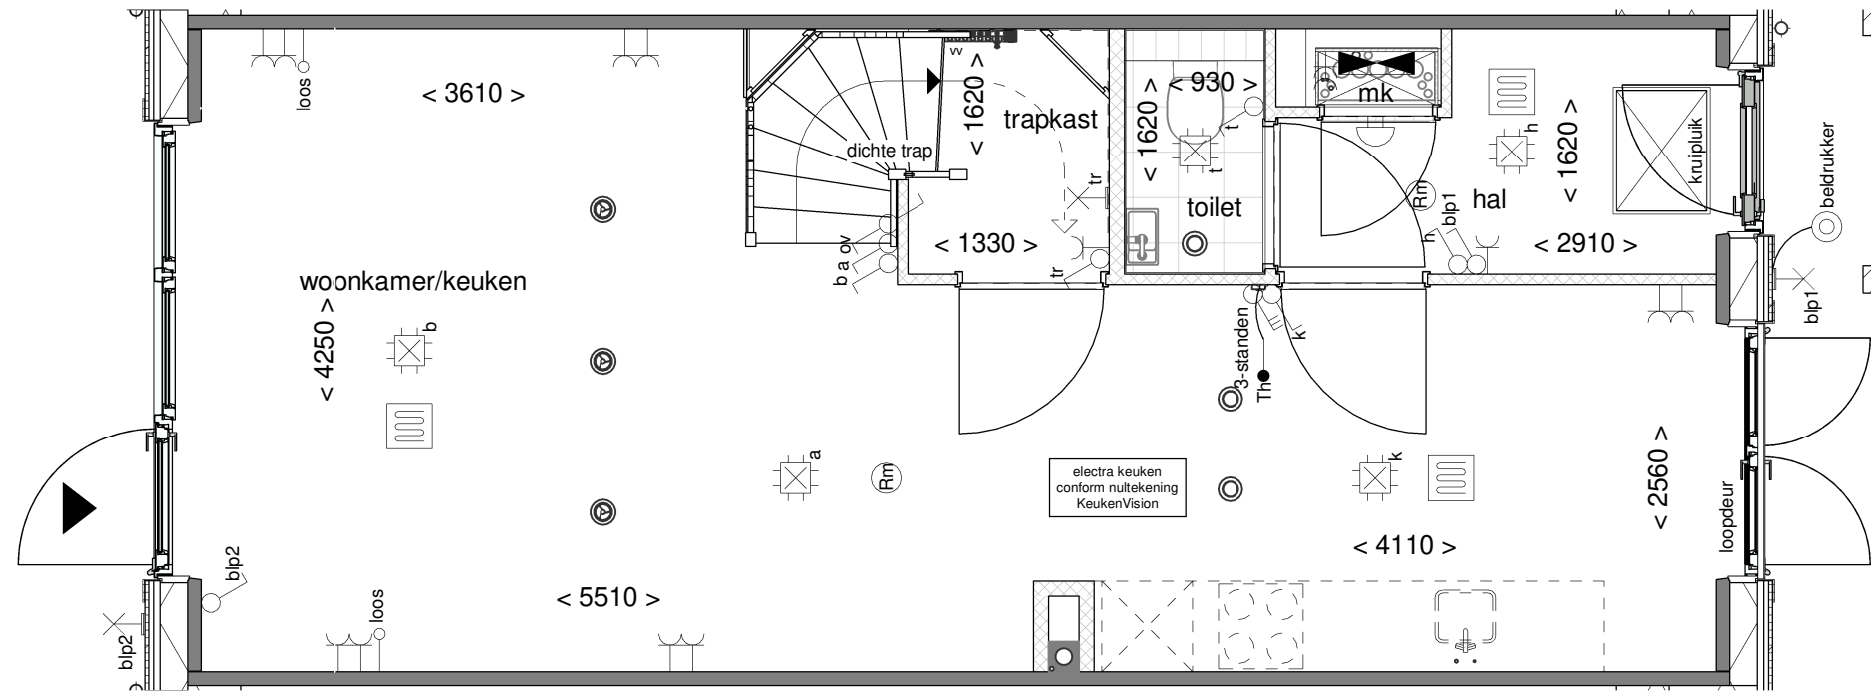 loos
< 3610 >
vv
< 1620 >
trapkast
dichte trap
tr
< 1330 >
tr
b a ov
< 1620 >
< 930 >
t
t
toilet
mk
h
Rm
blp1
h
hal
< 1620 >
< 2910 >
kruipluik
beldrukker
blp1
woonkamer/keuken
< 4250 >
b
3-standen
Th
k
a
Rm
electra keuken
conform nultekening
KeukenVision
k
< 2560 >
loopdeur
< 4110 >
blp2
blp2
loos
< 5510 >